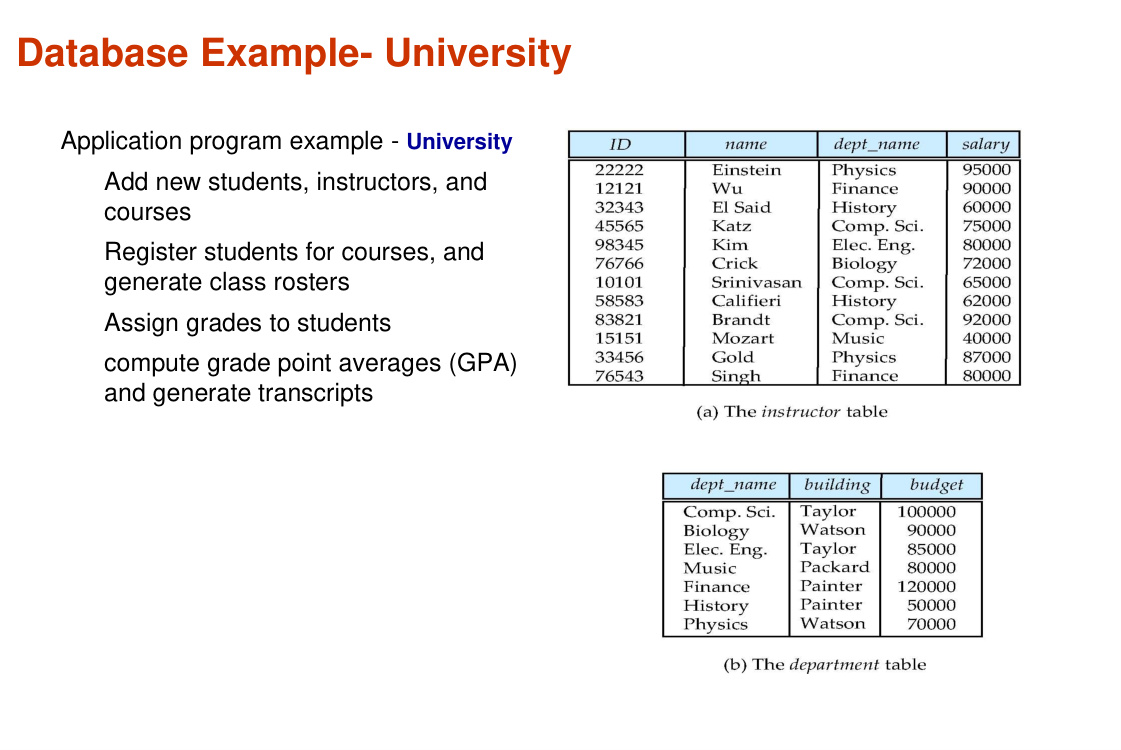 Database Example- University
Application program example - University
Add new students, instructors, and
courses
Register students for courses, and
generate class rosters
Assign grades to students
compute grade point averages (GPA)
and generate transcripts
ID name dept_name salary
22222 Einstein Physics 95000
12121 Wu Finance 90000
32343 El Said History 60000
45565 Katz Comp. Sci. 75000
98345 Kim Elec. Eng. 80000
76766 Crick Biology 72000
10101 Srinivasan Comp. Sci. 65000
58583 Califieri History 62000
83821 Brandt Comp. Sci. 92000
15151 Mozart Music 40000
33456 Gold Physics 87000
76543 Singh Finance 80000
(a) The instructor table
dept_name building budget
Comp. Sci. Taylor 100000
Biology Watson 90000
Elec. Eng. Taylor 85000
Music Packard 80000
Finance Painter 120000
History Painter 50000
Physics Watson 70000
(b) The department table